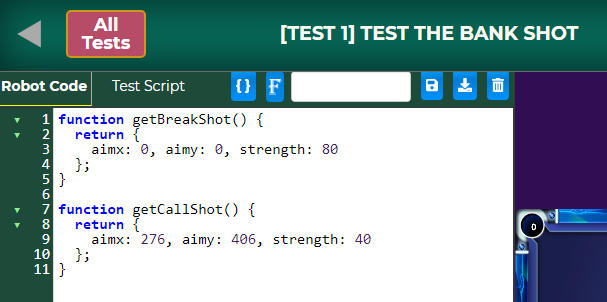 All
Tests
[TEST 1] TEST THE BANK SHOT
Robot Code
Test Script
{}
F
1 function getBreakShot() {
2   return {
3     aimx: 0, aimy: 0, strength: 80
4   };
5 }
6
7 function getCallShot() {
8   return {
9     aimx: 276, aimy: 406, strength: 40
10   };
11 }
0